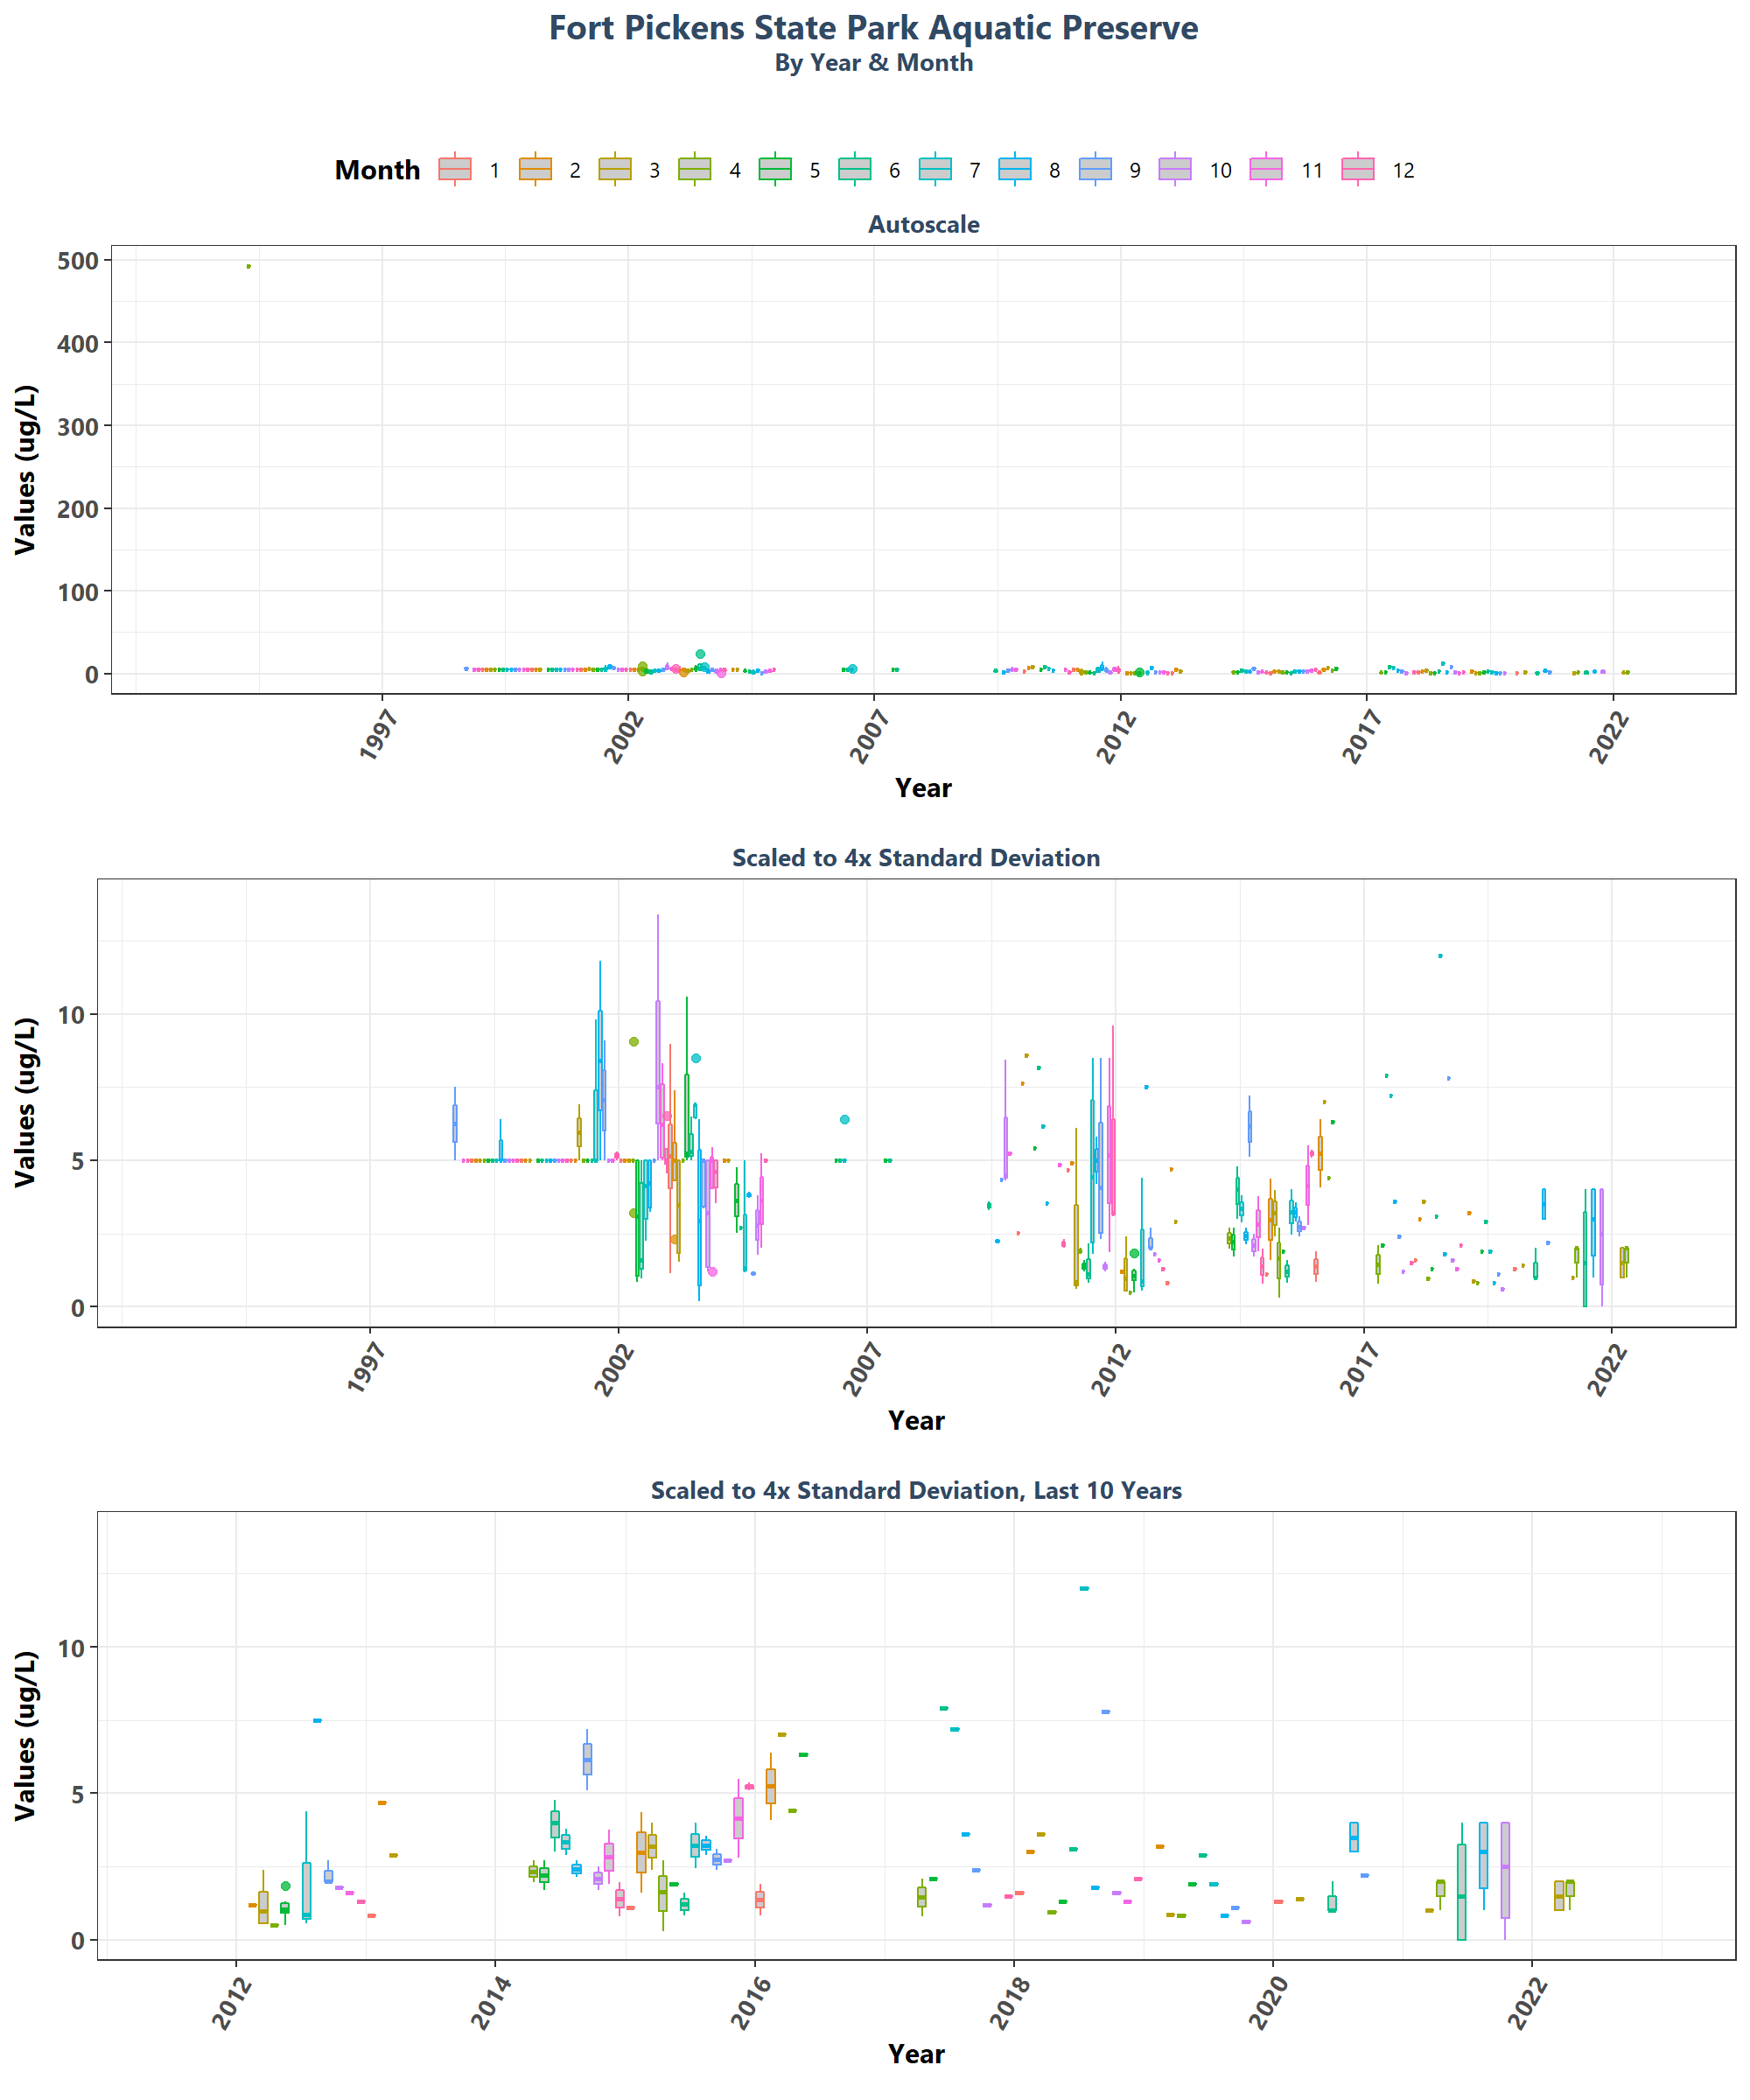 Fort Pickens State Park Aquatic Preserve
By Year & Month
Month 1 2 3 4 5 6 7 8 9 10 11 12
Autoscale
Values (ug/L)
500
400
300
200
100
0
1997 2002 2007 2012 2017 2022
Year
Scaled to 4x Standard Deviation
Values (ug/L)
10
5
0
1997 2002 2007 2012 2017 2022
Year
Scaled to 4x Standard Deviation, Last 10 Years
Values (ug/L)
10
5
0
2012 2014 2016 2018 2020 2022
Year